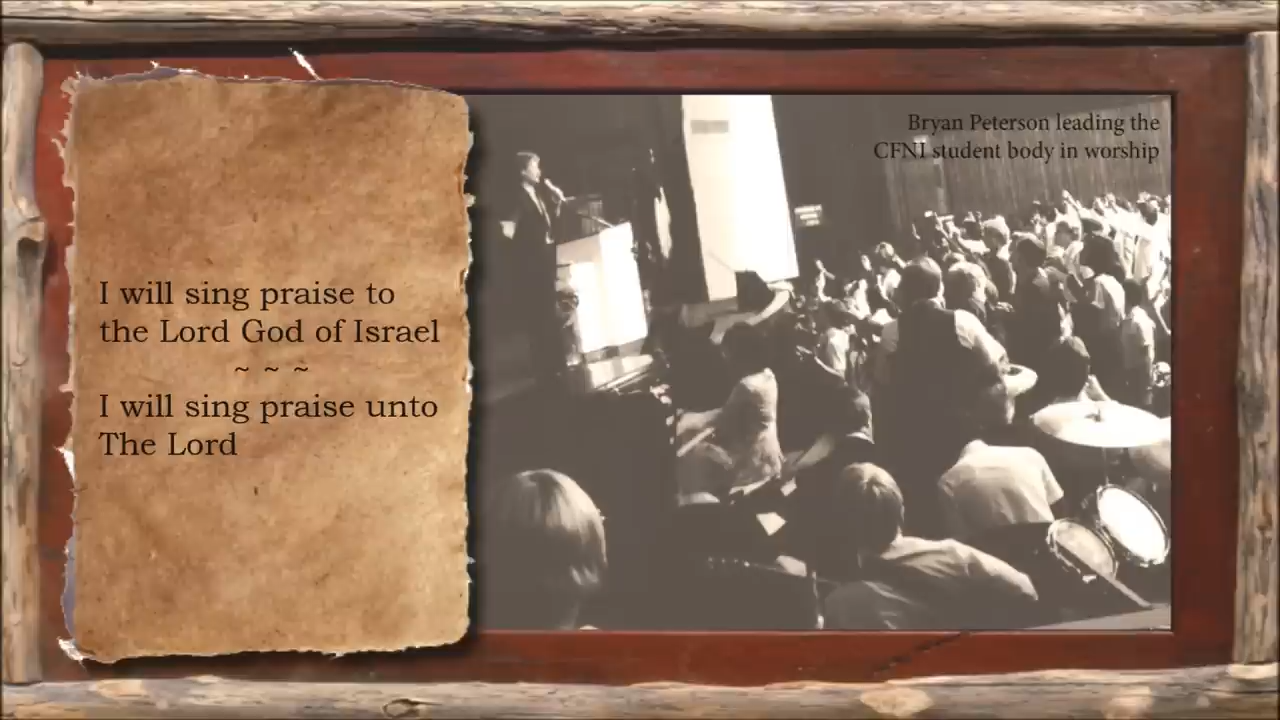 I will sing praise to
the Lord God of Israel
~ ~ ~
I will sing praise unto
The Lord
Bryan Peterson leading the
CFNI student body in worship